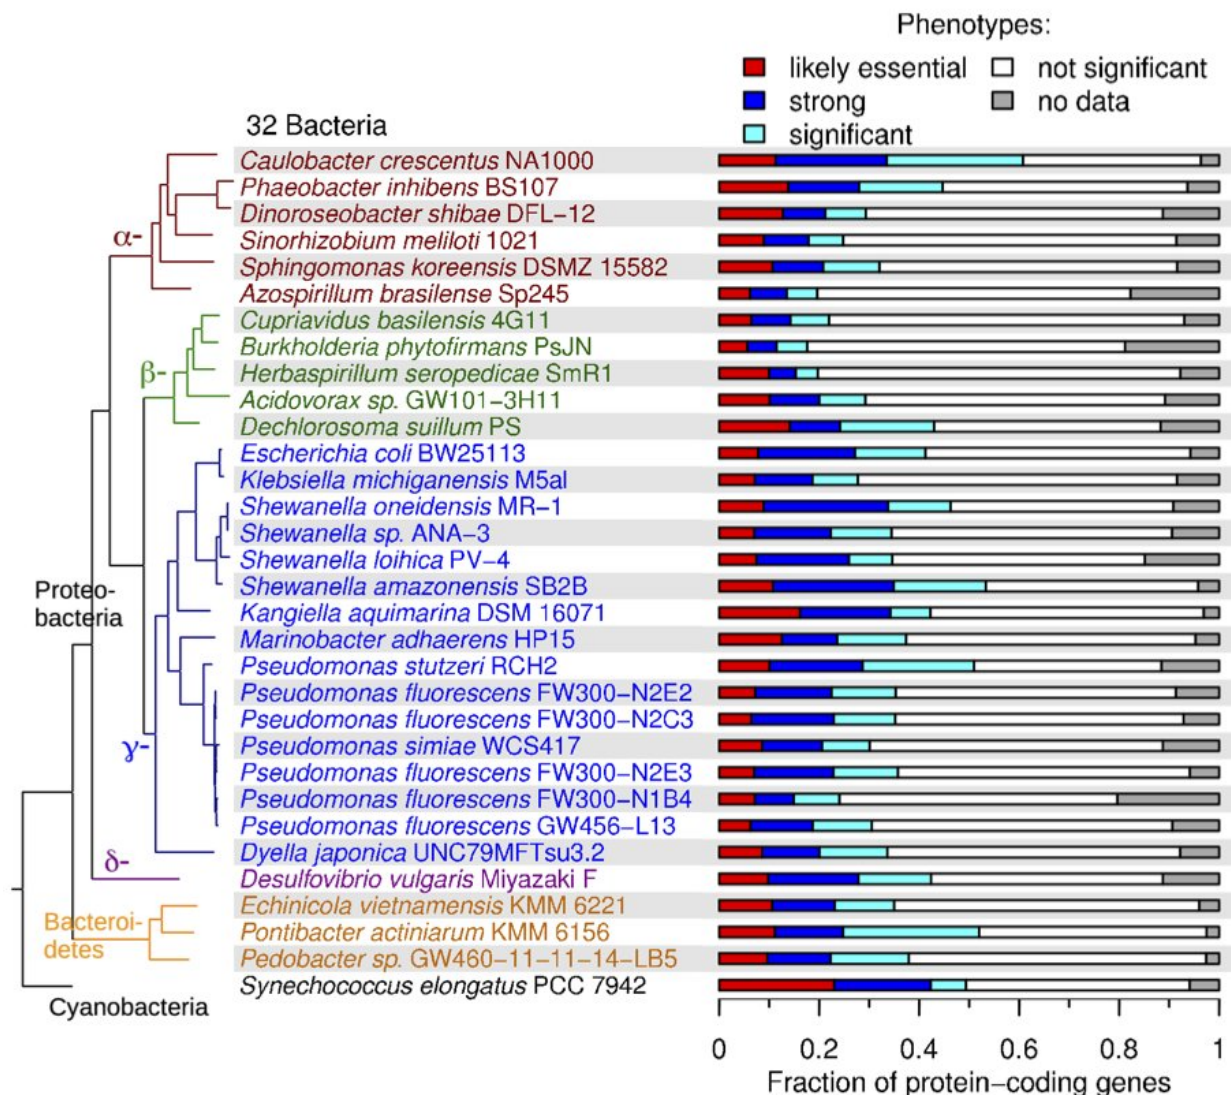 Phenotypes:
likely essential
not significant
strong
no data
significant
32 Bacteria
Caulobacter crescentus NA1000
Phaeobacter inhibens BS107
Dinoroseobacter shibae DFL-12
α-
Sinorhizobium meliloti 1021
Sphingomonas koreensis DSMZ 15582
Azospirillum brasilense Sp245
Cupriavidus basilensis 4G11
Burkholderia phytofirmans PsJN
β-
Herbaspirillum seropedicae SmR1
Acidovorax sp. GW101-3H11
Dechlorosoma suillum PS
Escherichia coli BW25113
Klebsiella michiganensis M5al
Shewanella oneidensis MR-1
Shewanella sp. ANA-3
Shewanella loihica PV-4
Shewanella amazonensis SB2B
Proteo-
bacteria
Kangiella aquimarina DSM 16071
Marinobacter adhaerens HP15
Pseudomonas stutzeri RCH2
Pseudomonas fluorescens FW300-N2E2
Pseudomonas fluorescens FW300-N2C3
γ-
Pseudomonas simiae WCS417
Pseudomonas fluorescens FW300-N2E3
Pseudomonas fluorescens FW300-N1B4
Pseudomonas fluorescens GW456-L13
Dyella japonica UNC79MFTsu3.2
δ-
Desulfovibrio vulgaris Miyazaki F
Echinicola vietnamensis KMM 6221
Bacteroi-
detes
Pontibacter actiniarum KMM 6156
Pedobacter sp. GW460-11-11-14-LB5
Synechococcus elongatus PCC 7942
Cyanobacteria
0 0.2 0.4 0.6 0.8 1
Fraction of protein-coding genes